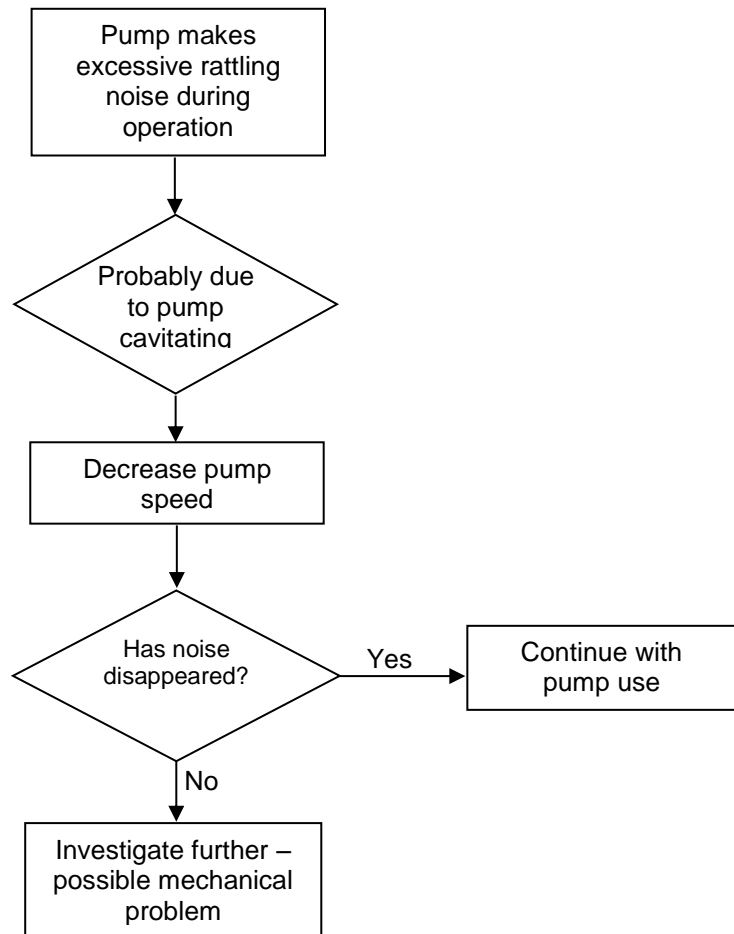 Pump makes
excessive rattling
noise during
operation
Probably due
to pump
cavitating
Decrease pump
speed
Has noise
disappeared?
Yes
Continue with
pump use
No
Investigate further –
possible mechanical
problem